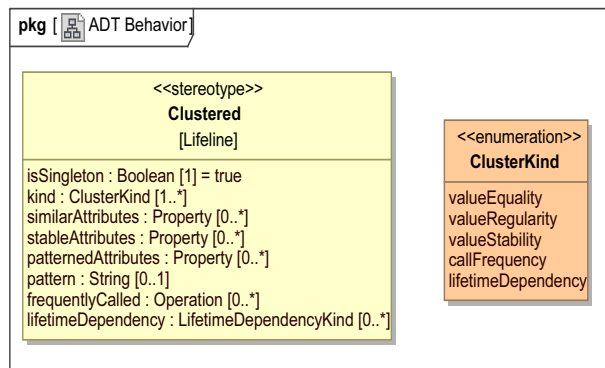 pkg [ ADT Behavior]
<<stereotype>>
Clustered
[Lifeline]
isSingleton : Boolean [1] = true
kind : ClusterKind [1..*]
similarAttributes : Property [0..*]
stableAttributes : Property [0..*]
patternedAttributes : Property [0..*]
pattern : String [0..1]
frequentlyCalled : Operation [0..*]
lifetimeDependency : LifetimeDependencyKind [0..*]
<<enumeration>>
ClusterKind
valueEquality
valueRegularity
valueStability
callFrequency
lifetimeDependency